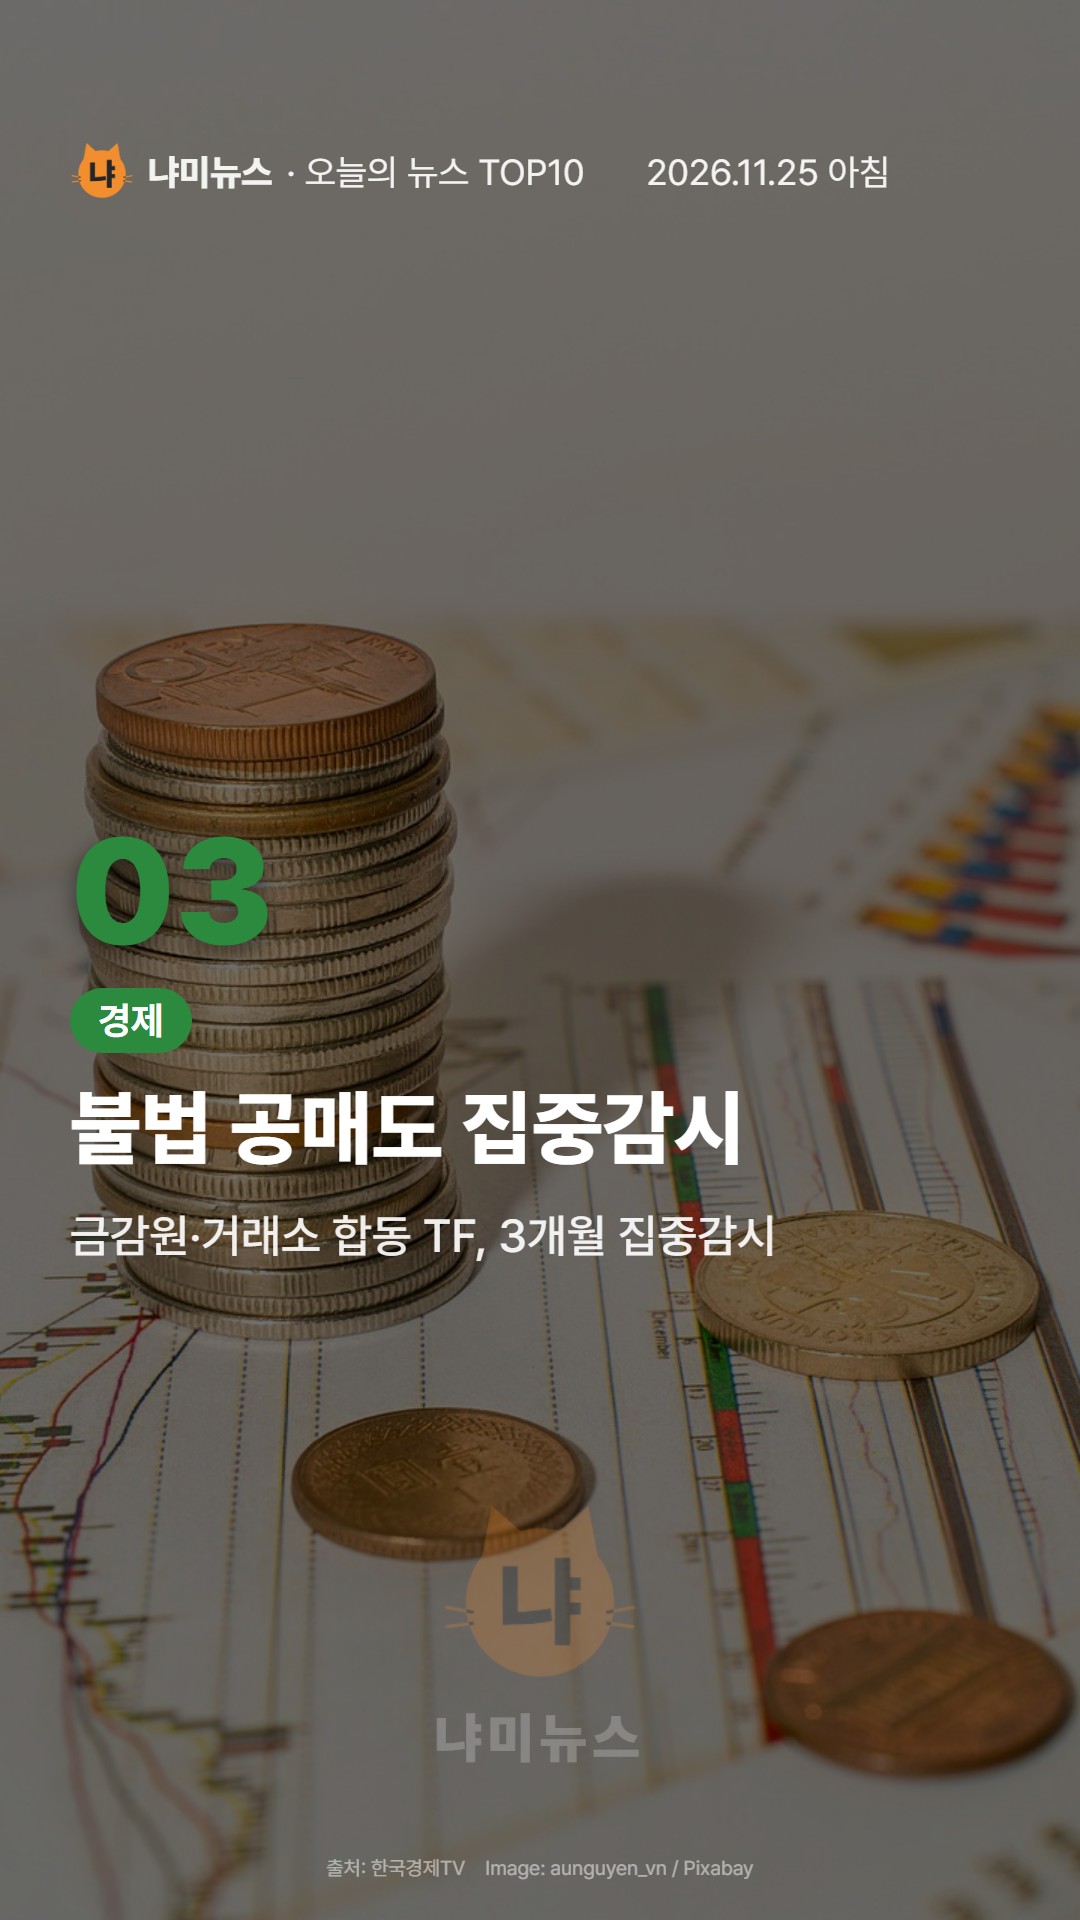 냐 냐미뉴스 · 오늘의 뉴스 TOP10 2026.11.25 아침
03
경제
불법 공매도 집중감시
금감원·거래소 합동 TF, 3개월 집중감시
December
냐
냐미뉴스
출처: 한국경제TV Image: aunguyen_vn / Pixabay